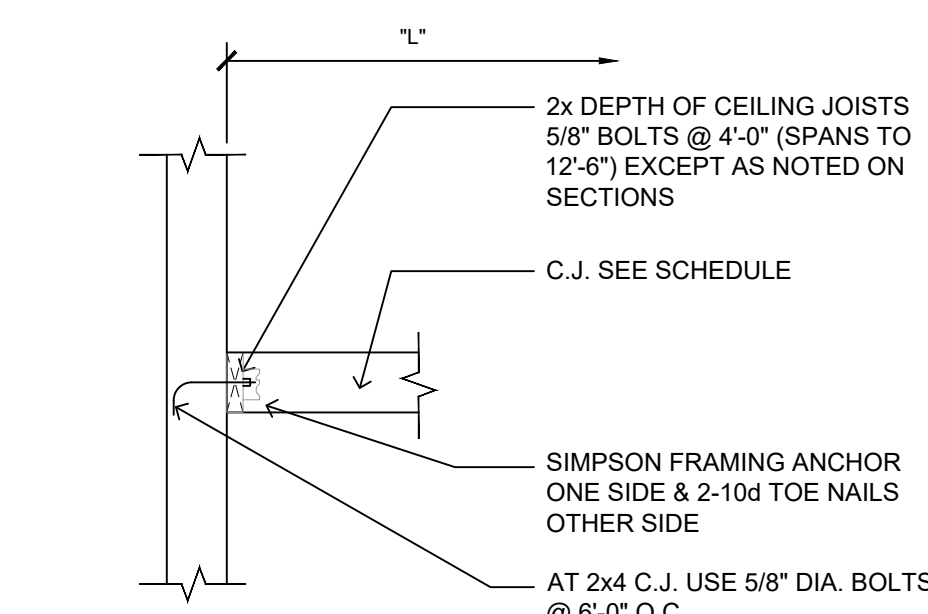 "L"
2x DEPTH OF CEILING JOISTS
5/8" BOLTS @ 4'-0" (SPANS TO
12'-6") EXCEPT AS NOTED ON
SECTIONS
C.J. SEE SCHEDULE
SIMPSON FRAMING ANCHOR
ONE SIDE & 2-10d TOE NAILS
OTHER SIDE
AT 2x4 C.J. USE 5/8" DIA. BOLTS
@ 6'-0" O.C.